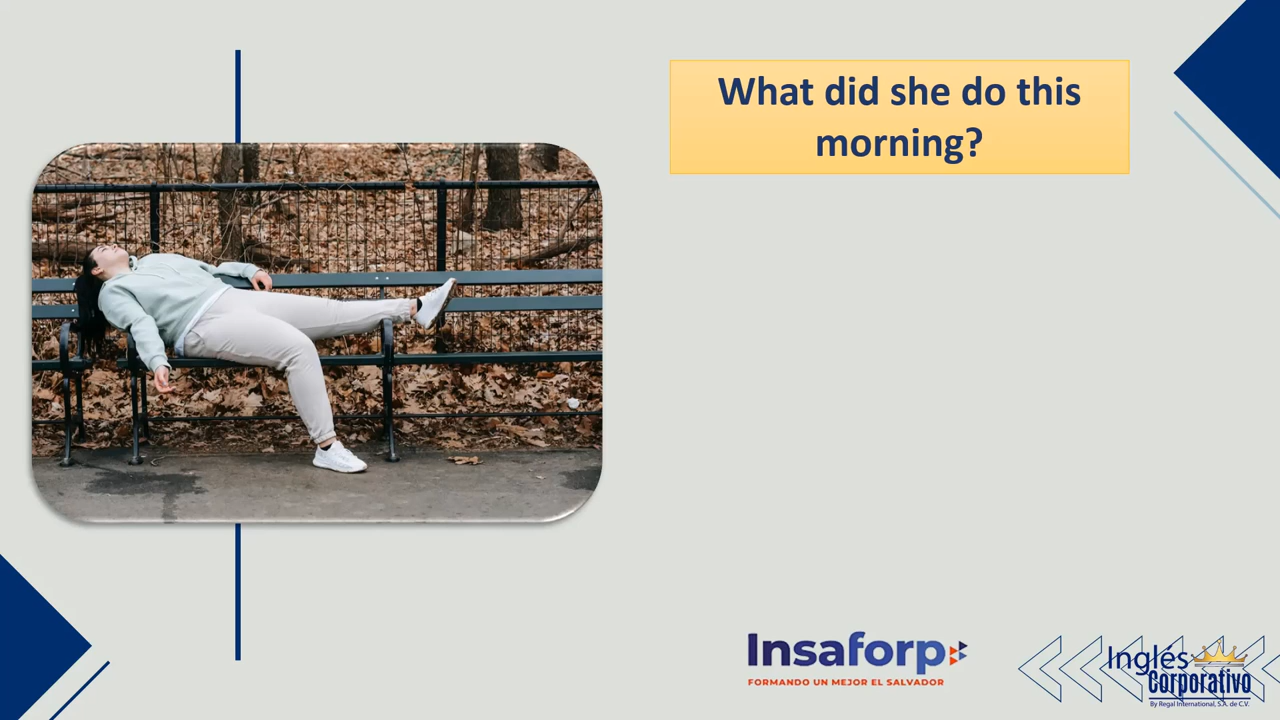 What did she do this
morning?
Insaforp
FORMANDO UN MEJOR EL SALVADOR
Inglés
Corporativo
By Regal International, S.A. de C.V.